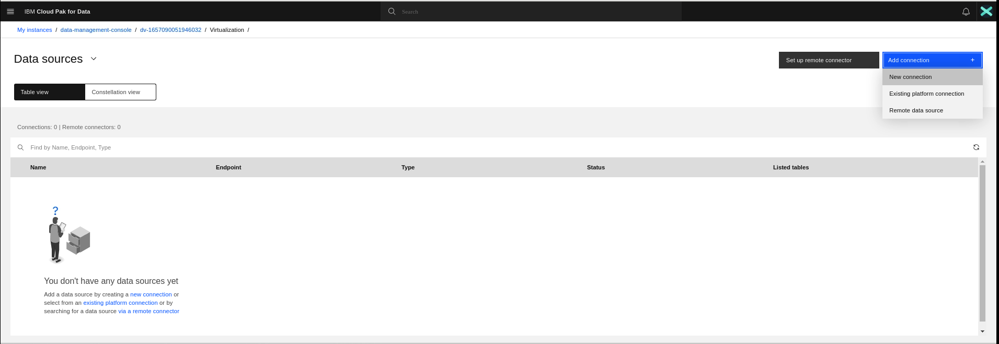 IBM Cloud Pak for Data
Search
My instances / data-management-console / dv-1657090051946032 / Virtualization /
Data sources
Set up remote connector
Add connection +
New connection
Existing platform connection
Remote data source
Table view
Constellation view
Connections: 0 | Remote connectors: 0
Find by Name, Endpoint, Type
Name Endpoint Type Status Listed tables
?
You don't have any data sources yet
Add a data source by creating a new connection or
select from an existing platform connection or by
searching for a data source via a remote connector